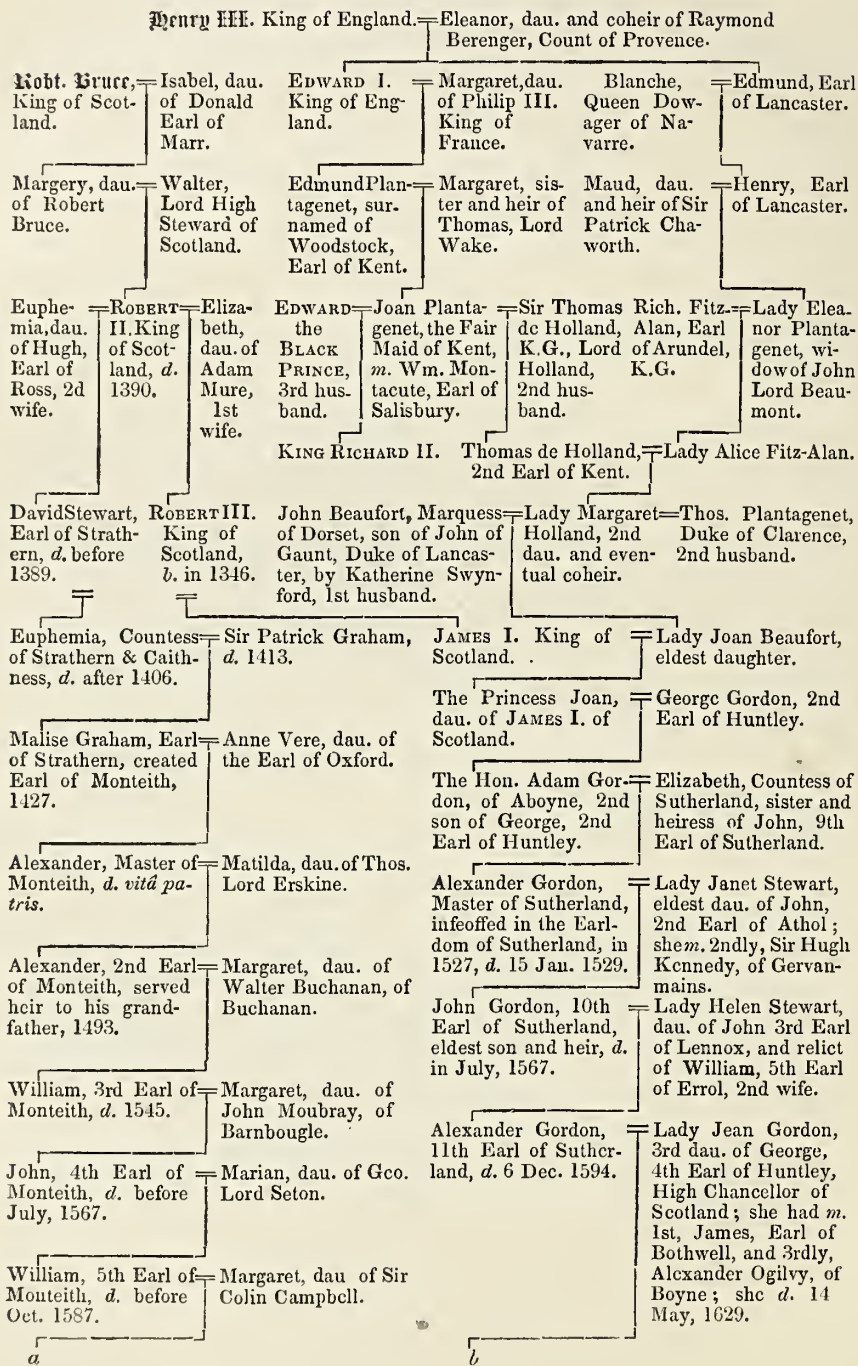 Henry III. King of England.=Eleanor, dau. and coheir of Raymond
Berenger, Count of Provence.
Robt. Bruce,
King of Scot-
land.
=Isabel, dau.
of Donald
Earl of
Marr.
EDWARD I.
King of Eng-
land.
=Margaret, dau.
of Philip III.
King of
France.
Blanche,
Queen Dow-
ager of Na-
varre.
=Edmund, Earl
of Lancaster.
Margery, dau.
of Robert
Bruce.
=Walter,
Lord High
Steward of
Scotland.
Edmund Plan-
tagenet, sur-
named of
Woodstock,
Earl of Kent.
=Margaret, sis-
ter and heir of
Thomas, Lord
Wake.
Maud, dau.
and heir of Sir
Patrick Cha-
worth.
=Henry, Earl
of Lancaster.
Euphe-
mia, dau.
of Hugh,
Earl of
Ross, 2d
wife.
=ROBERT
II. King
of Scot-
land, d.
1390.
=Eliza-
beth,
dau. of
Adam
Mure,
1st
wife.
EDWARD
the
BLACK
PRINCE,
3rd hus-
band.
=Joan Planta-
genet, the Fair
Maid of Kent,
m. Wm. Mon-
tacute, Earl of
Salisbury.
=Sir Thomas
de Holland,
K.G., Lord
Holland,
2nd hus-
band.
Rich. Fitz-
Alan, Earl
of Arundel,
K.G.
=Lady Elea-
nor Planta-
genet, wi-
dow of John
Lord Beau-
mont.
KING RICHARD II.
Thomas de Holland,
2nd Earl of Kent.
=Lady Alice Fitz-Alan.
David Stewart,
Earl of Strath-
ern, d. before
1389.
ROBERT III.
King of
Scotland,
b. in 1346.
John Beaufort, Marquess
of Dorset, son of John of
Gaunt, Duke of Lancas-
ter, by Katherine Swyn-
ford, 1st husband.
=Lady Margaret
Holland, 2nd
dau. and even-
tual coheir.
=Thos. Plantagenet,
Duke of Clarence,
2nd husband.
Euphemia, Countess
of Strathern & Caith-
ness, d. after 1406.
=Sir Patrick Graham,
d. 1413.
JAMES I. King of
Scotland.
=Lady Joan Beaufort,
eldest daughter.
The Princess Joan,
dau. of JAMES I. of
Scotland.
=George Gordon, 2nd
Earl of Huntley.
Malise Graham, Earl
of Strathern, created
Earl of Monteith,
1427.
=Anne Vere, dau. of
the Earl of Oxford.
The Hon. Adam Gor-
don, of Aboyne, 2nd
son of George, 2nd
Earl of Huntley.
=Elizabeth, Countess of
Sutherland, sister and
heiress of John, 9th
Earl of Sutherland.
Alexander, Master of
Monteith, d. vitâ pa-
tris.
=Matilda, dau. of Thos.
Lord Erskine.
Alexander Gordon,
Master of Sutherland,
infeoffed in the Earl-
dom of Sutherland, in
1527, d. 15 Jan. 1529.
=Lady Janet Stewart,
eldest dau. of John,
2nd Earl of Athol;
she m. 2ndly, Sir Hugh
Kennedy, of Gervan-
mains.
Alexander, 2nd Earl
of Monteith, served
heir to his grand-
father, 1493.
=Margaret, dau. of
Walter Buchanan, of
Buchanan.
John Gordon, 10th
Earl of Sutherland,
eldest son and heir, d.
in July, 1567.
=Lady Helen Stewart,
dau. of John 3rd Earl
of Lennox, and relict
of William, 5th Earl
of Errol, 2nd wife.
William, 3rd Earl of
Monteith, d. 1545.
=Margaret, dau. of
John Moubray, of
Barnbougle.
Alexander Gordon,
11th Earl of Suther-
land, d. 6 Dec. 1594.
=Lady Jean Gordon,
3rd dau. of George,
4th Earl of Huntley,
High Chancellor of
Scotland; she had m.
1st, James, Earl of
Bothwell, and 3rdly,
Alexander Ogilvy, of
Boyne; she d. 14
May, 1629.
John, 4th Earl of
Monteith, d. before
July, 1567.
=Marian, dau. of Geo.
Lord Seton.
William, 5th Earl of
Monteith, d. before
Oct. 1587.
=Margaret, dau of Sir
Colin Campbell.
a
b